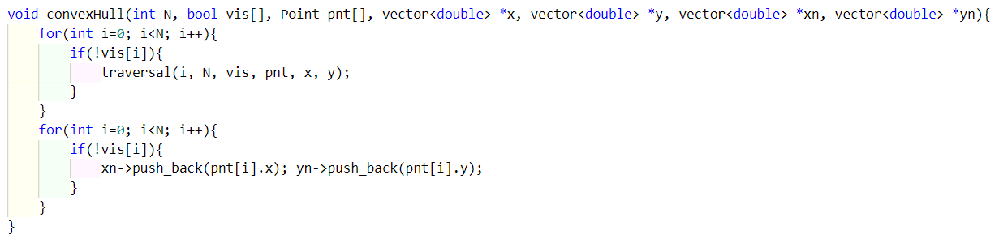 void convexHull(int N, bool vis[], Point pnt[], vector<double> *x, vector<double> *y, vector<double> *xn, vector<double> *yn){
    for(int i=0; i<N; i++){
        if(!vis[i]){
            traversal(i, N, vis, pnt, x, y);
        }
    }
    for(int i=0; i<N; i++){
        if(!vis[i]){
            xn->push_back(pnt[i].x); yn->push_back(pnt[i].y);
        }
    }
}